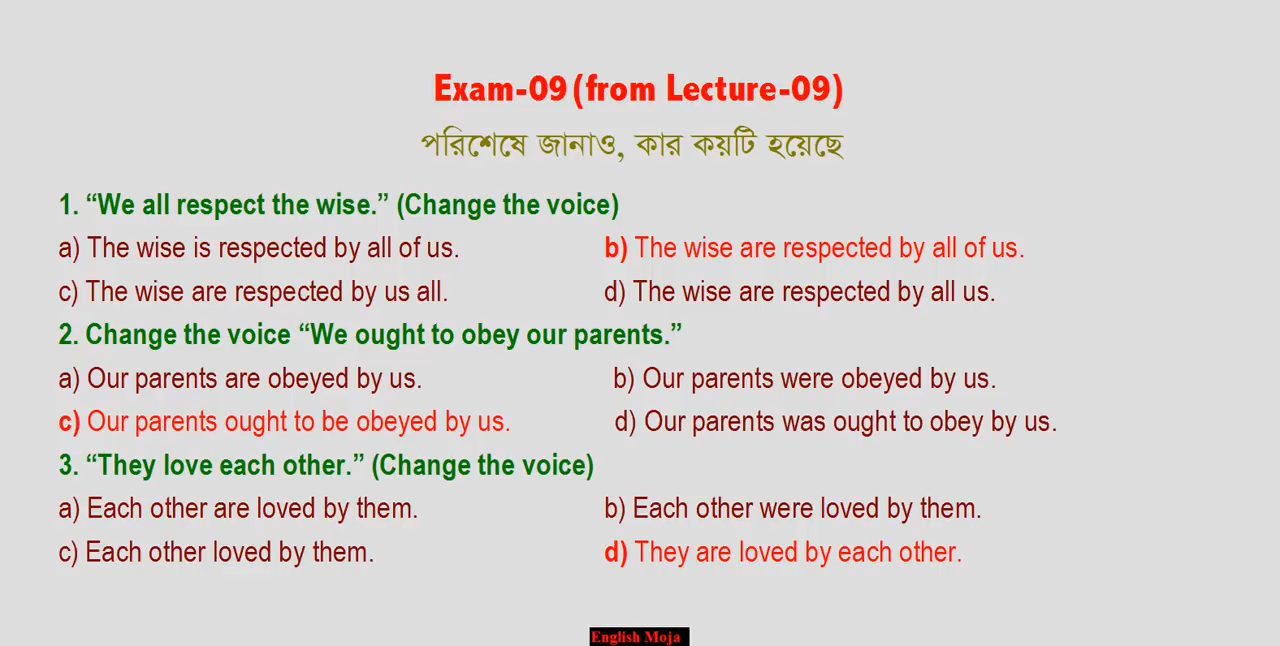 Exam-09 (from Lecture-09)
পরিশেষে জানাও, কার কয়টি হয়েছে
1. “We all respect the wise.” (Change the voice)
a) The wise is respected by all of us. b) The wise are respected by all of us.
c) The wise are respected by us all. d) The wise are respected by all us.
2. Change the voice “We ought to obey our parents.”
a) Our parents are obeyed by us. b) Our parents were obeyed by us.
c) Our parents ought to be obeyed by us. d) Our parents was ought to obey by us.
3. “They love each other.” (Change the voice)
a) Each other are loved by them. b) Each other were loved by them.
c) Each other loved by them. d) They are loved by each other.
English Moja